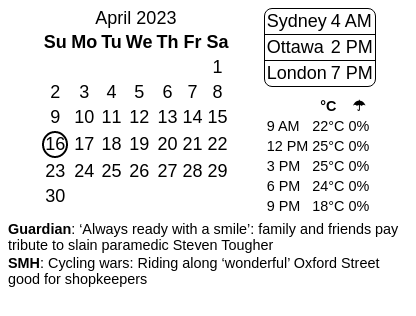 April 2023
Su Mo Tu We Th Fr Sa
1
2 3 4 5 6 7 8
9 10 11 12 13 14 15
16 17 18 19 20 21 22
23 24 25 26 27 28 29
30
Sydney 4 AM
Ottawa 2 PM
London 7 PM
°C ☂
9 AM 22°C 0%
12 PM 25°C 0%
3 PM 25°C 0%
6 PM 24°C 0%
9 PM 18°C 0%
Guardian: ‘Always ready with a smile’: family and friends pay
tribute to slain paramedic Steven Tougher
SMH: Cycling wars: Riding along ‘wonderful’ Oxford Street
good for shopkeepers